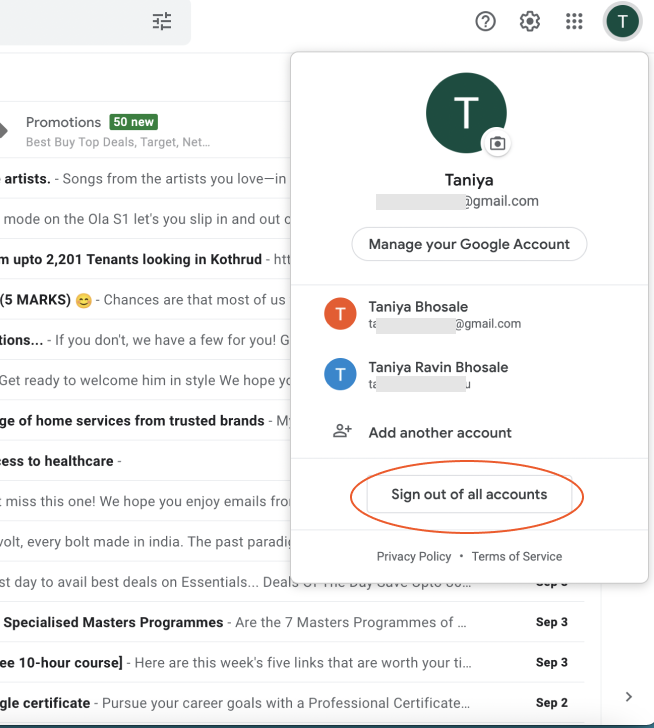 T
Promotions 50 new
Best Buy Top Deals, Target, Net...
T
Taniya
@gmail.com
Manage your Google Account
T Taniya Bhosale
ta @gmail.com
T Taniya Ravin Bhosale
ta u
Add another account
Sign out of all accounts
Privacy Policy • Terms of Service
artists. - Songs from the artists you love—in
mode on the Ola S1 let's you slip in and out
m upto 2,201 Tenants looking in Kothrud - htt
(5 MARKS) 😊 - Chances are that most of us
tions... - If you don't, we have a few for you! G
Get ready to welcome him in style We hope yo
ge of home services from trusted brands - My
cess to healthcare -
t miss this one! We hope you enjoy emails from
volt, every bolt made in india. The past paradig
st day to avail best deals on Essentials... Deals Of The Day Save Upto
Specialised Masters Programmes - Are the 7 Masters Programmes of ... Sep 3
ee 10-hour course] - Here are this week's five links that are worth your ti... Sep 3
gle certificate - Pursue your career goals with a Professional Certificate... Sep 2